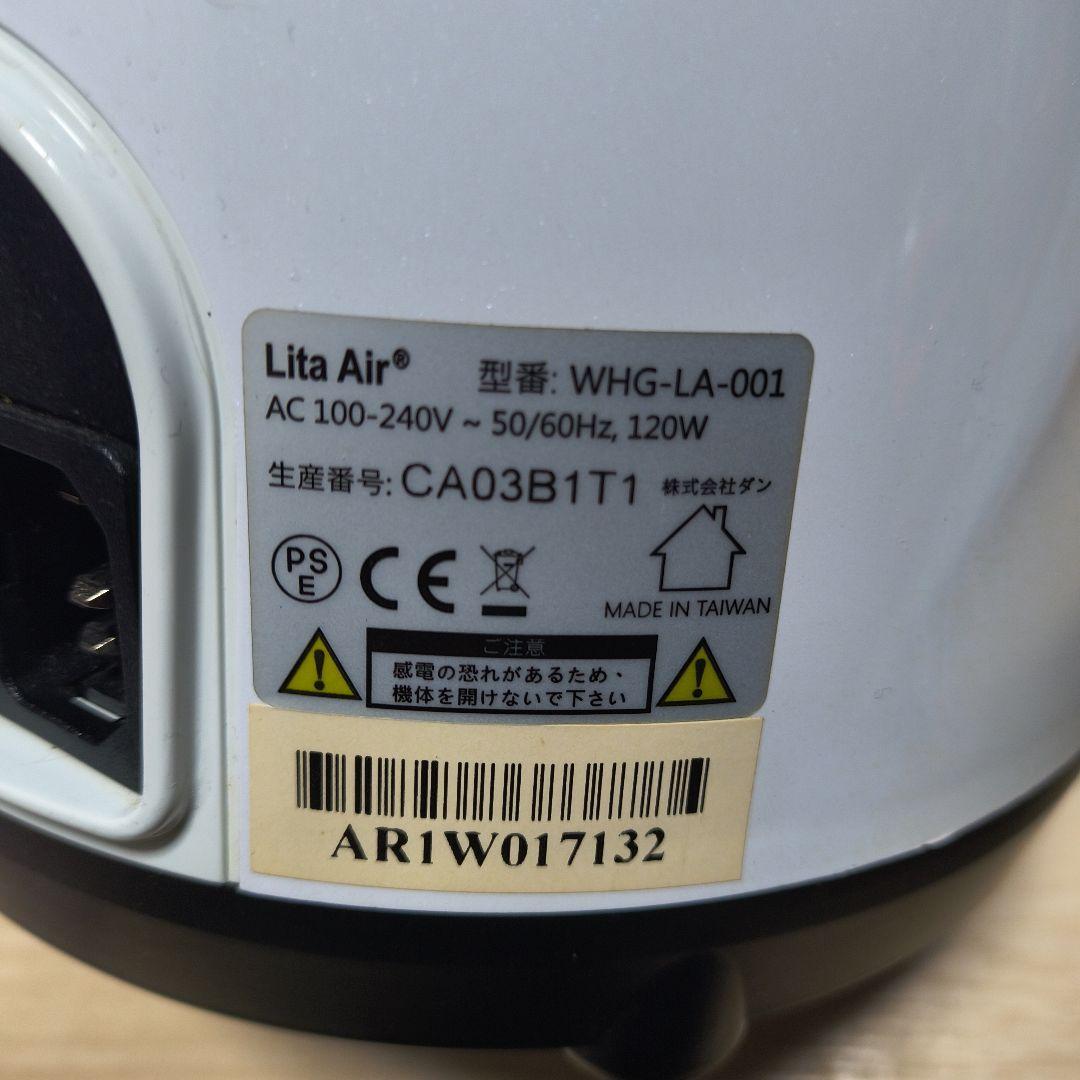 Lita Air® 型番: WHG-LA-001
AC 100-240V ~ 50/60Hz, 120W
生産番号: CA03B1T1 株式会社ダン
PS
E
CE
MADE IN TAIWAN
ご注意
感電の恐れがあるため、
機体を開けないで下さい
AR1W017132